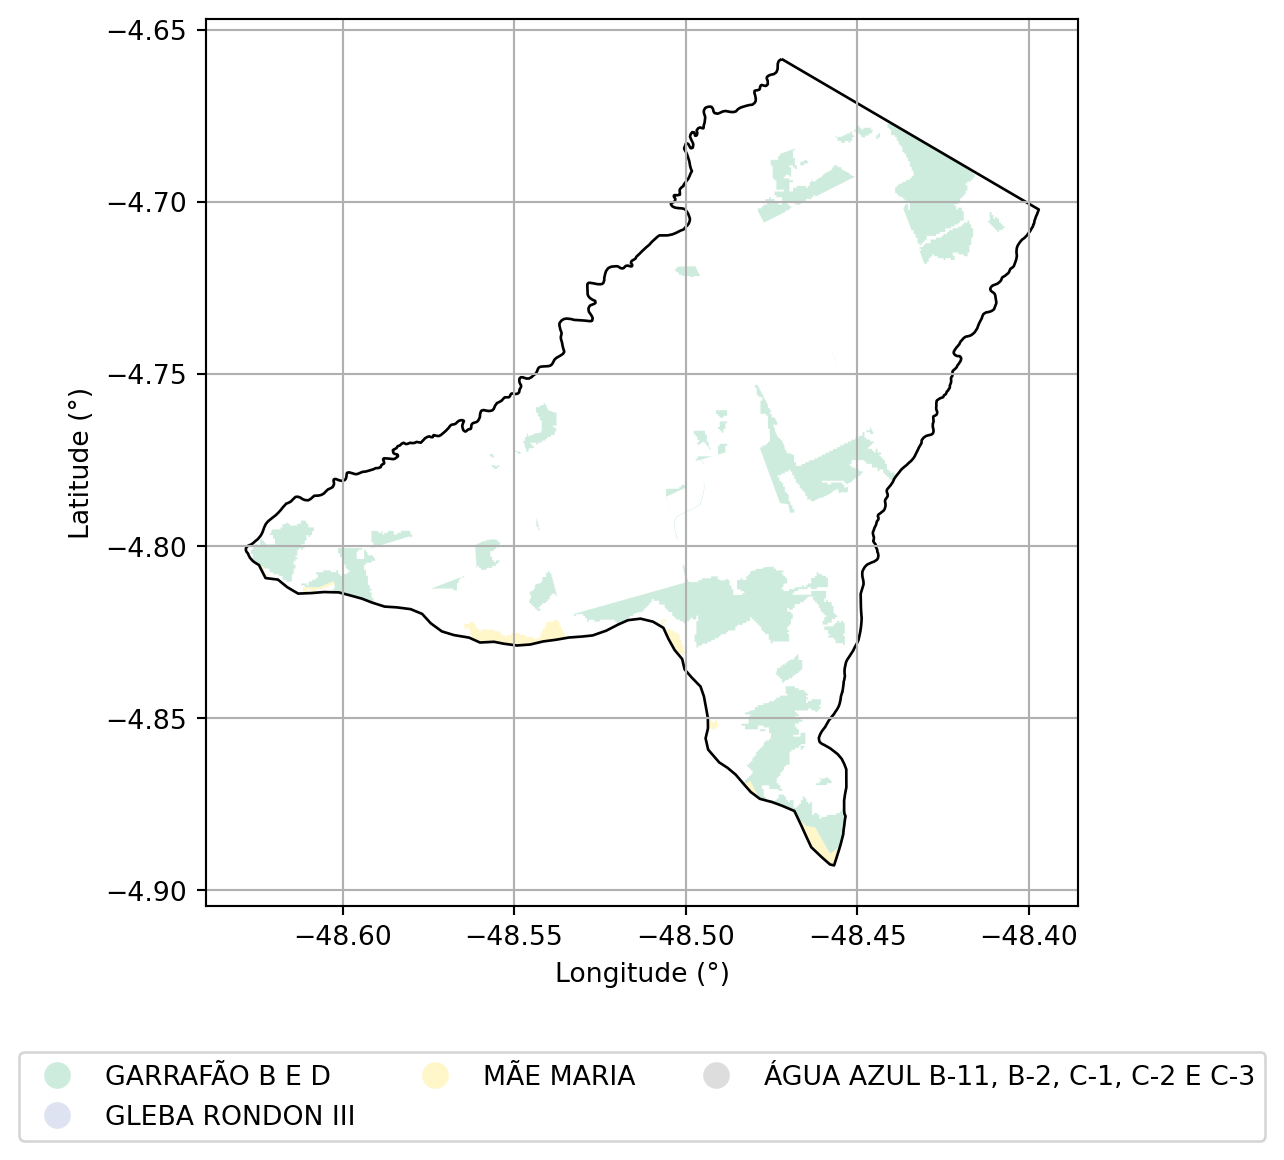 −4.65
−4.70
−4.75
−4.80
−4.85
−4.90
Latitude (°)
−48.60 −48.55 −48.50 −48.45 −48.40
Longitude (°)
GARRAFÃO B E D MÃE MARIA ÁGUA AZUL B-11, B-2, C-1, C-2 E C-3
GLEBA RONDON III